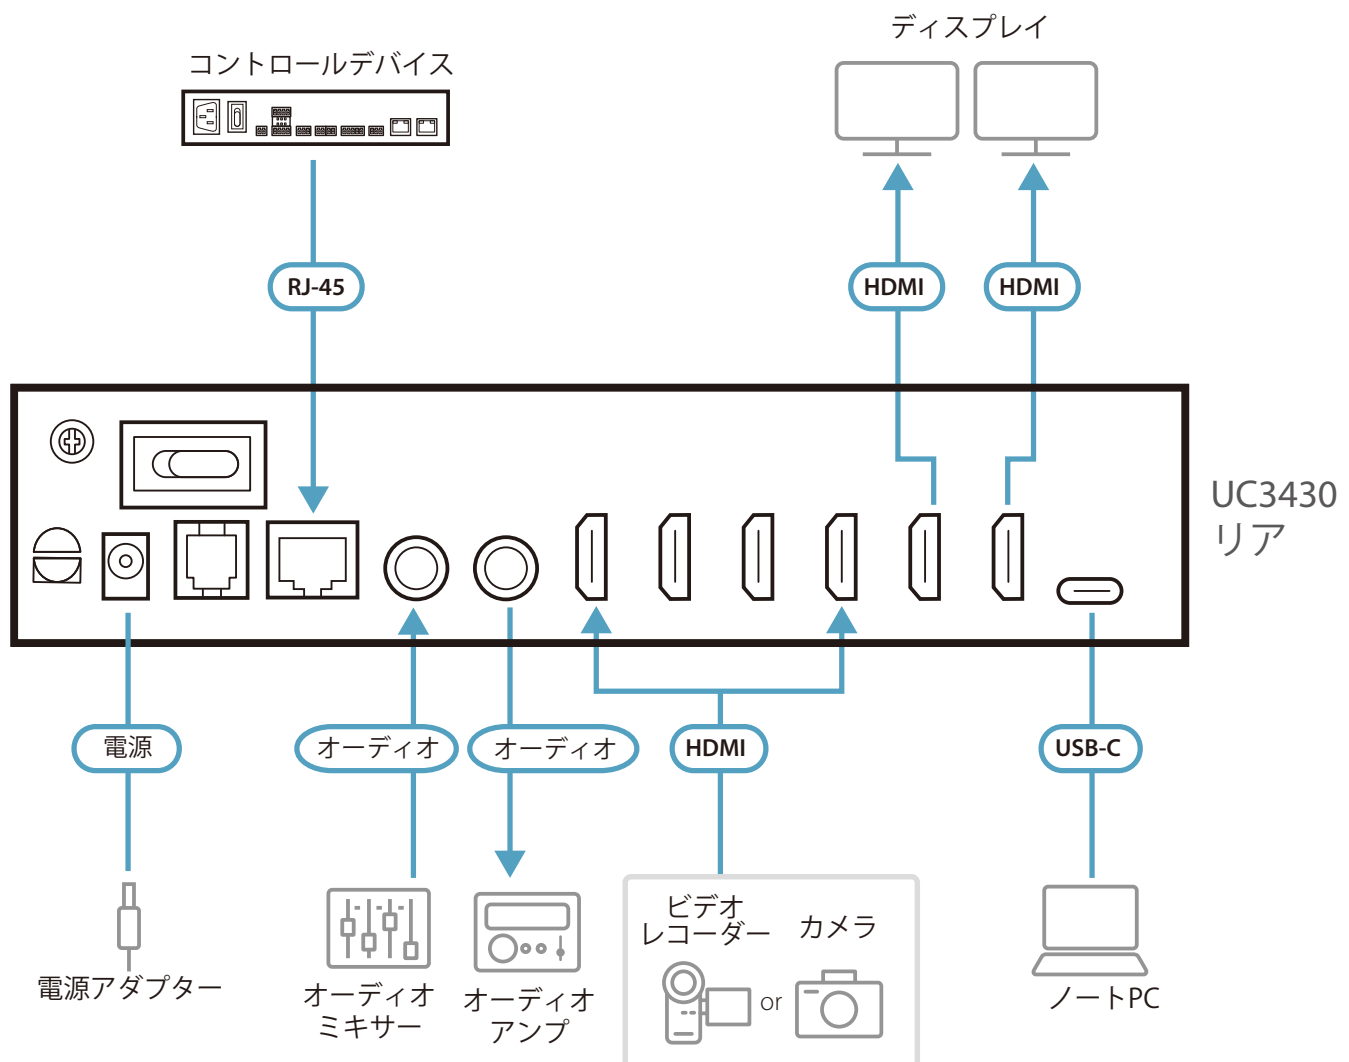 ディスプレイ
コントロールデバイス
RJ-45
HDMI
HDMI
UC3430
リア
電源
オーディオ
オーディオ
HDMI
USB-C
ビデオ
レコーダー
カメラ
or
電源アダプター
オーディオ
ミキサー
オーディオ
アンプ
ノートPC